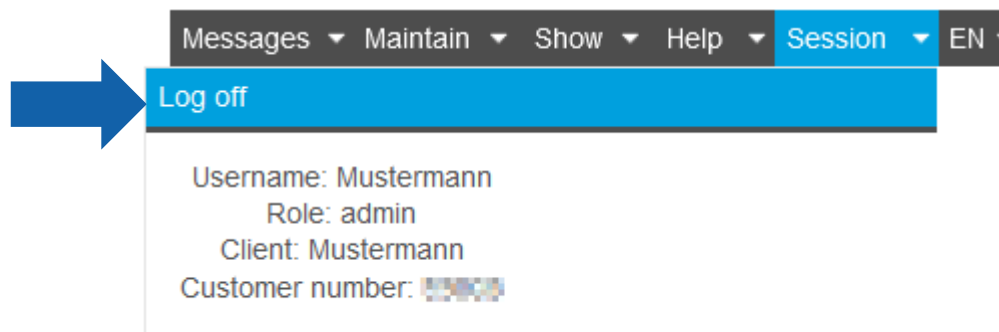 Messages Maintain Show Help Session EN
Log off
Username: Mustermann
Role: admin
Client: Mustermann
Customer number: